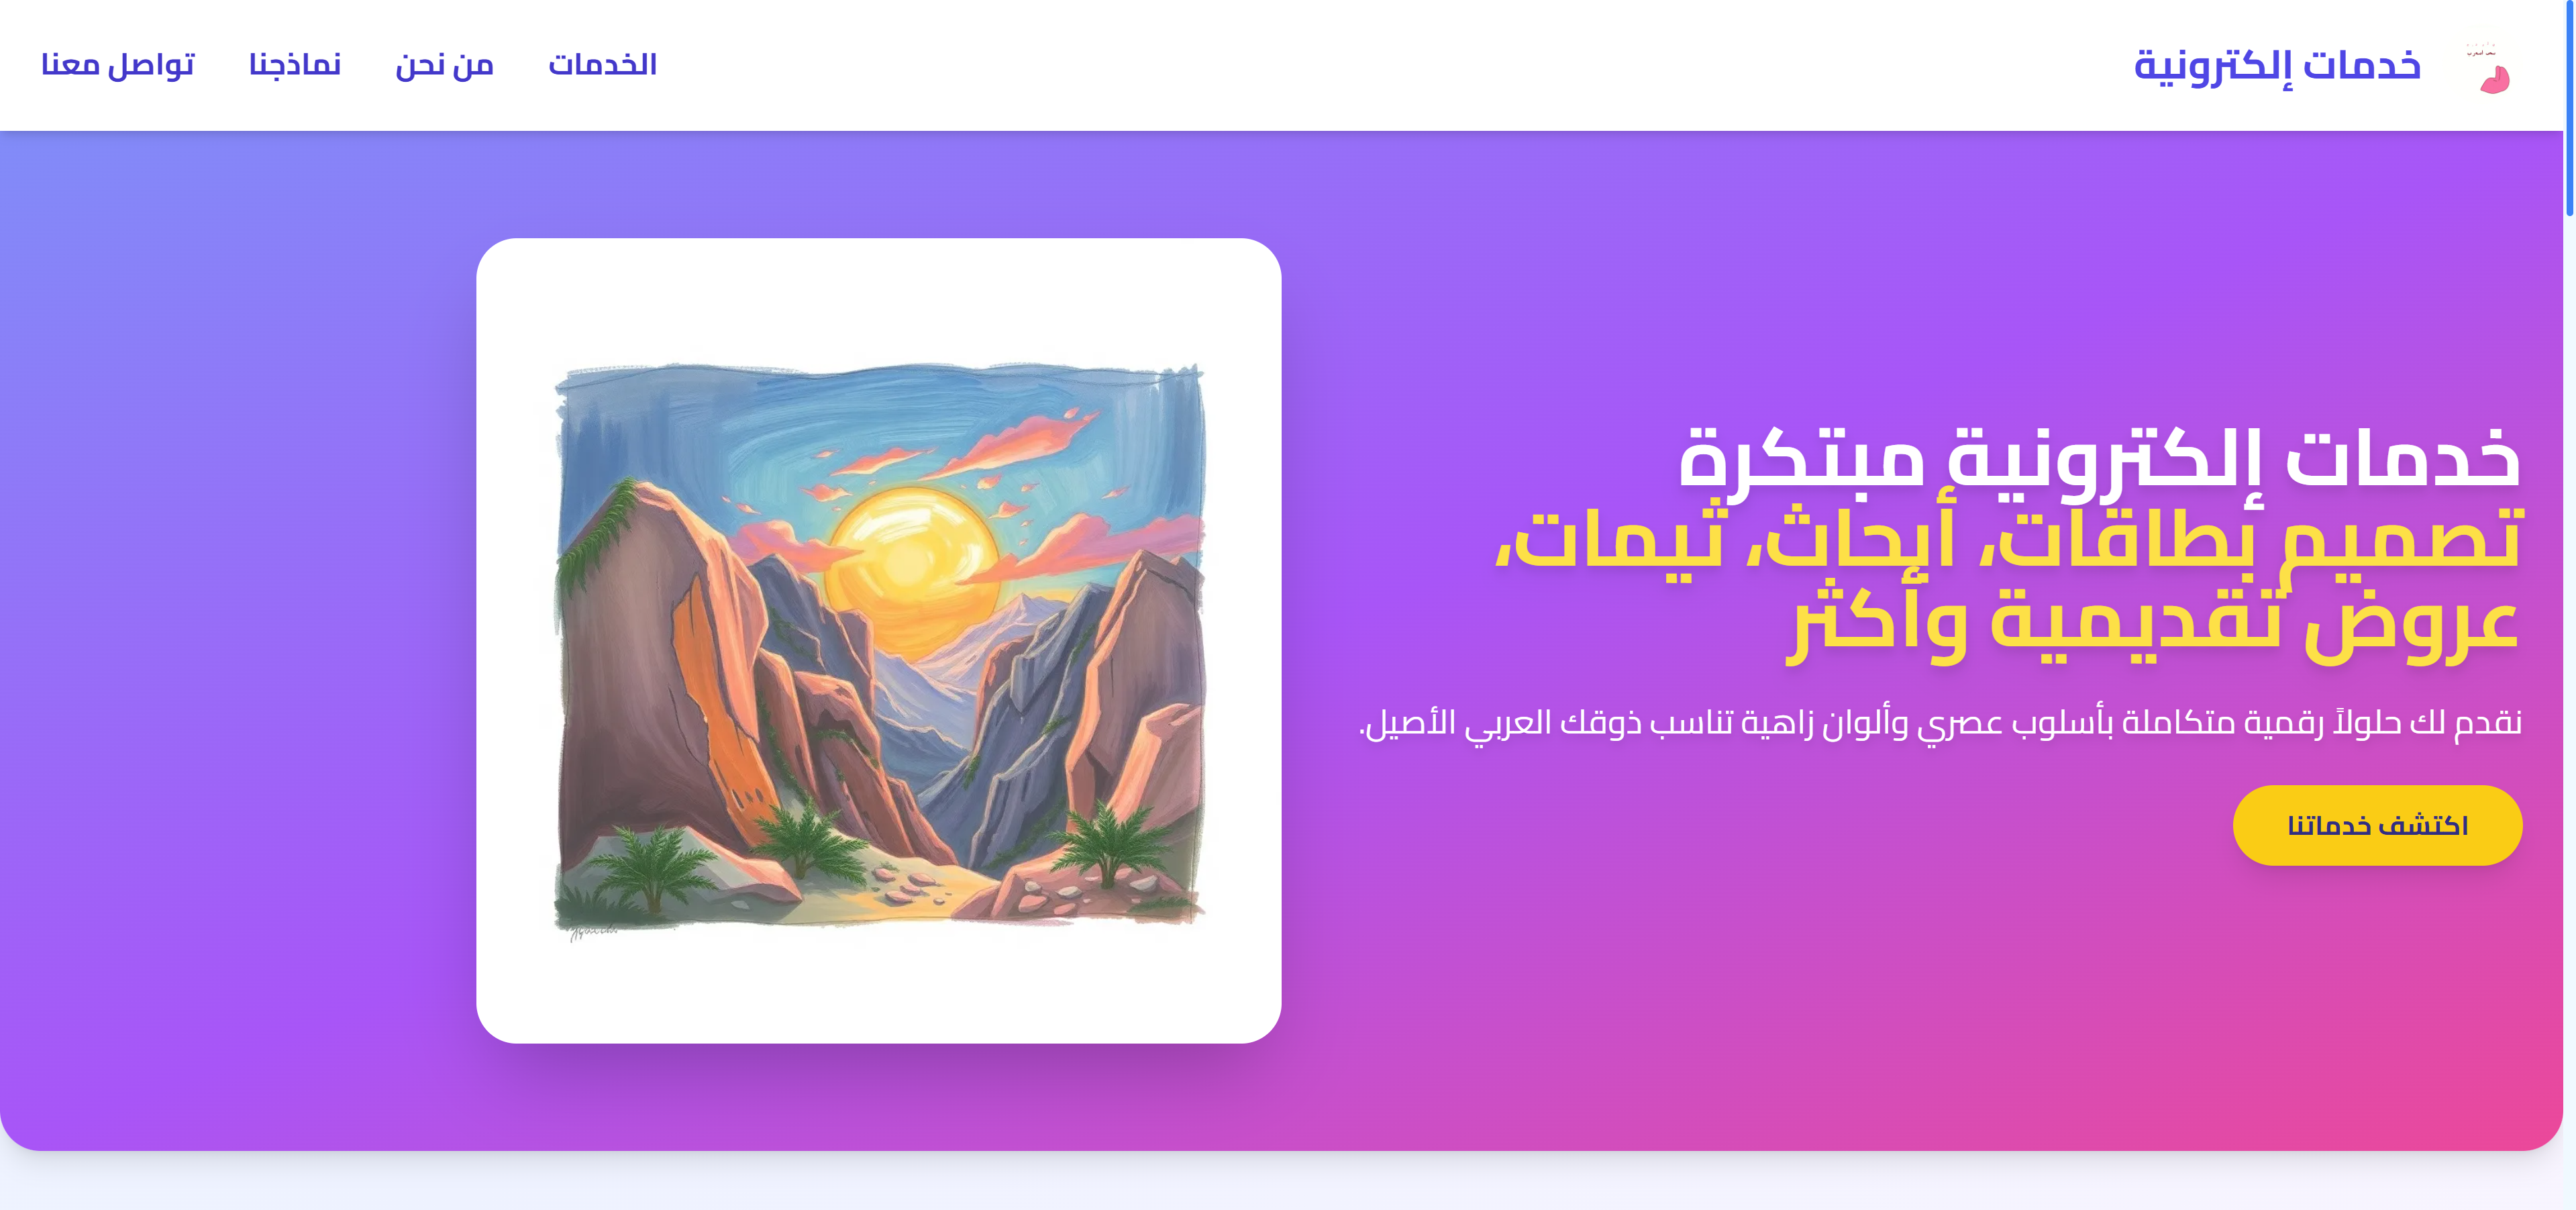 خدمات إلكترونية
الخدمات
من نحن
نماذجنا
تواصل معنا
خدمات إلكترونية مبتكرة
تصميم بطاقات، أبحاث، ثيمات،
عروض تقديمية وأكثر
نقدم لك حلولاً رقمية متكاملة بأسلوب عصري وألوان زاهية تناسب ذوقك العربي الأصيل.
اكتشف خدماتنا